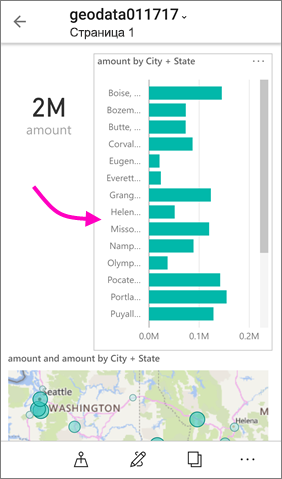 geodata011717
Страница 1
2M
amount
amount by City + State
Boise, ...
Bozem...
Butte, ...
Corval...
Eugen...
Everett...
Grang...
Helen...
Misso...
Namp...
Olymp...
Pocate...
Portla...
Puyall...
0.0M 0.1M 0.2M
amount and amount by City + State
Seattle
WASHINGTON
Helena